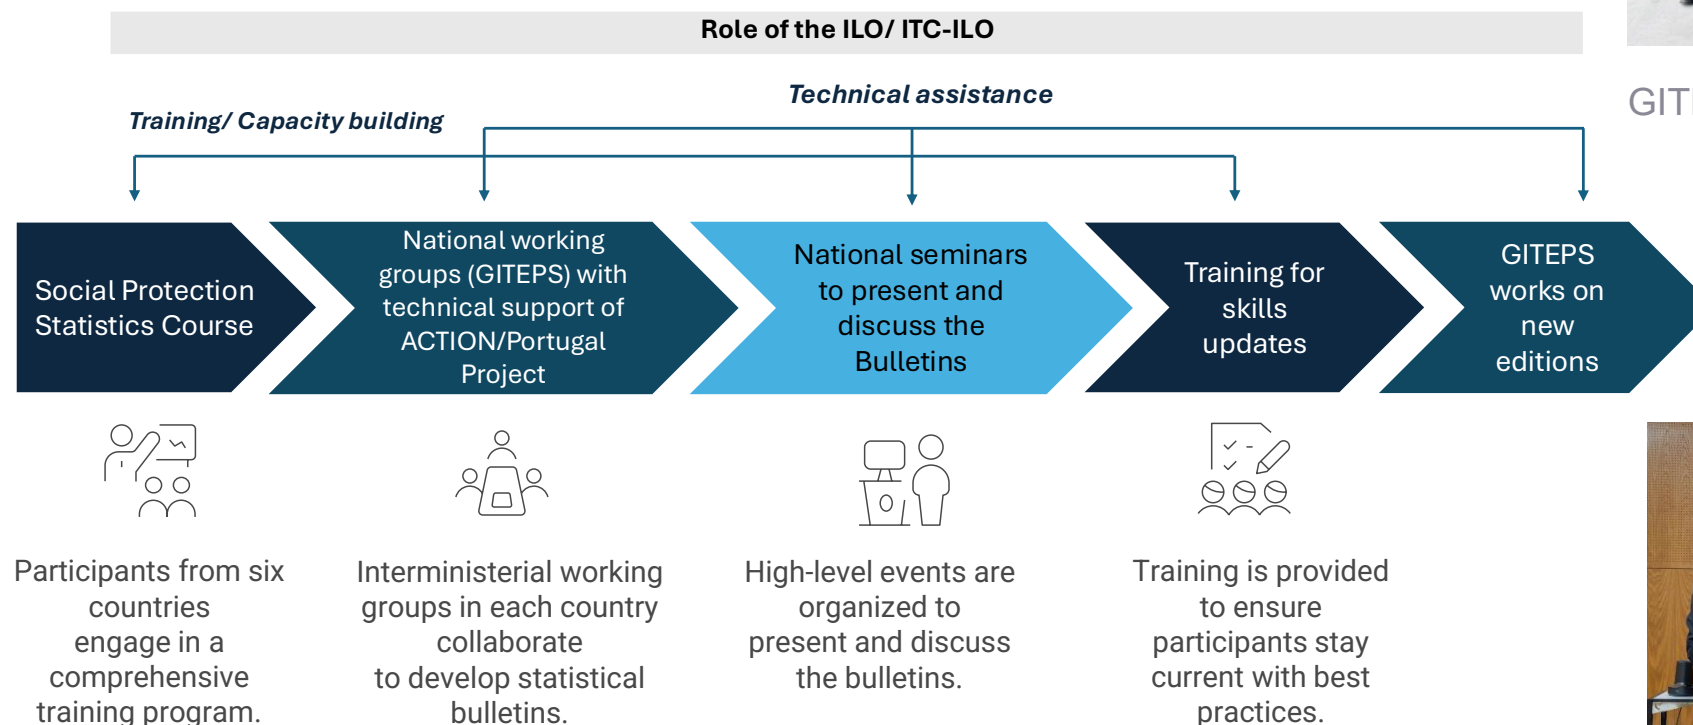 Role of the ILO/ ITC-ILO
Technical assistance
Training/ Capacity building
Social Protection
Statistics Course
National working
groups (GITEPS) with
technical support of
ACTION/Portugal
Project
National seminars
to present and
discuss the
Bulletins
Training for
skills
updates
GITEPS
works on
new
editions
Participants from six
countries
engage in a
comprehensive
training program.
Interministerial working
groups in each country
collaborate
to develop statistical
bulletins.
High-level events are
organized to
present and discuss
the bulletins.
Training is provided
to ensure
participants stay
current with best
practices.